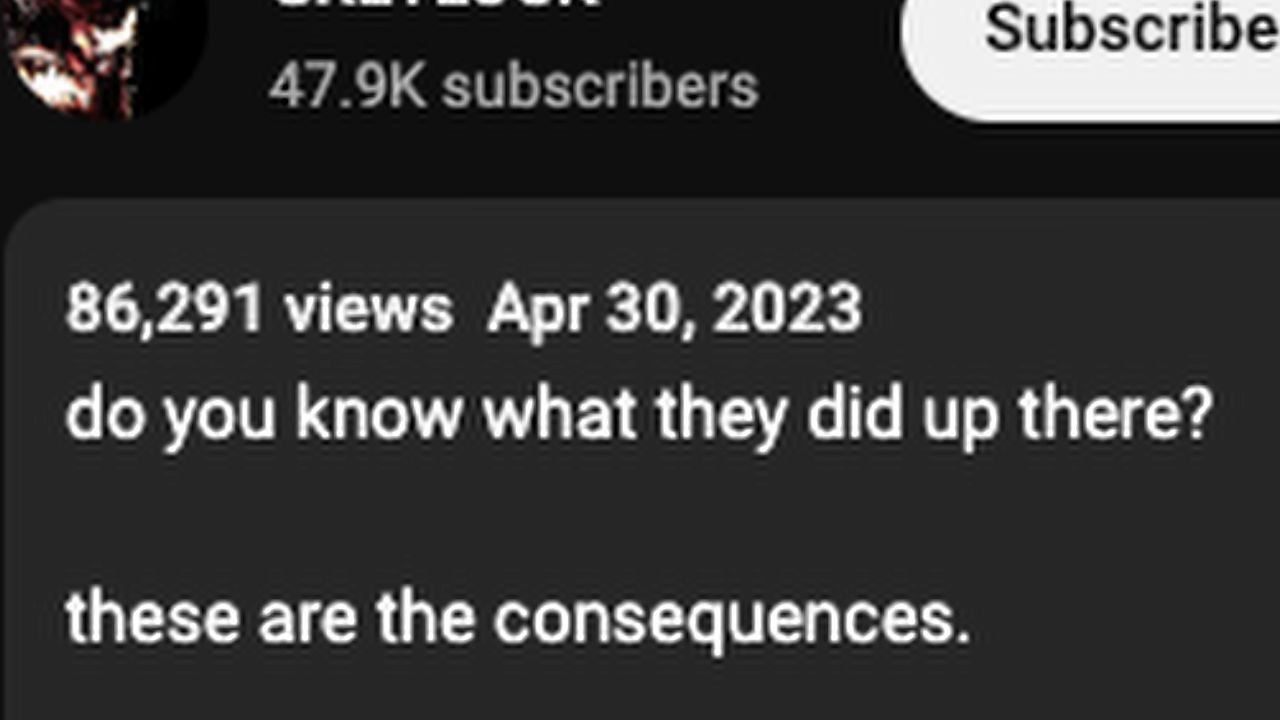 Subscribe
47.9K subscribers
86,291 views Apr 30, 2023
do you know what they did up there?
these are the consequences.